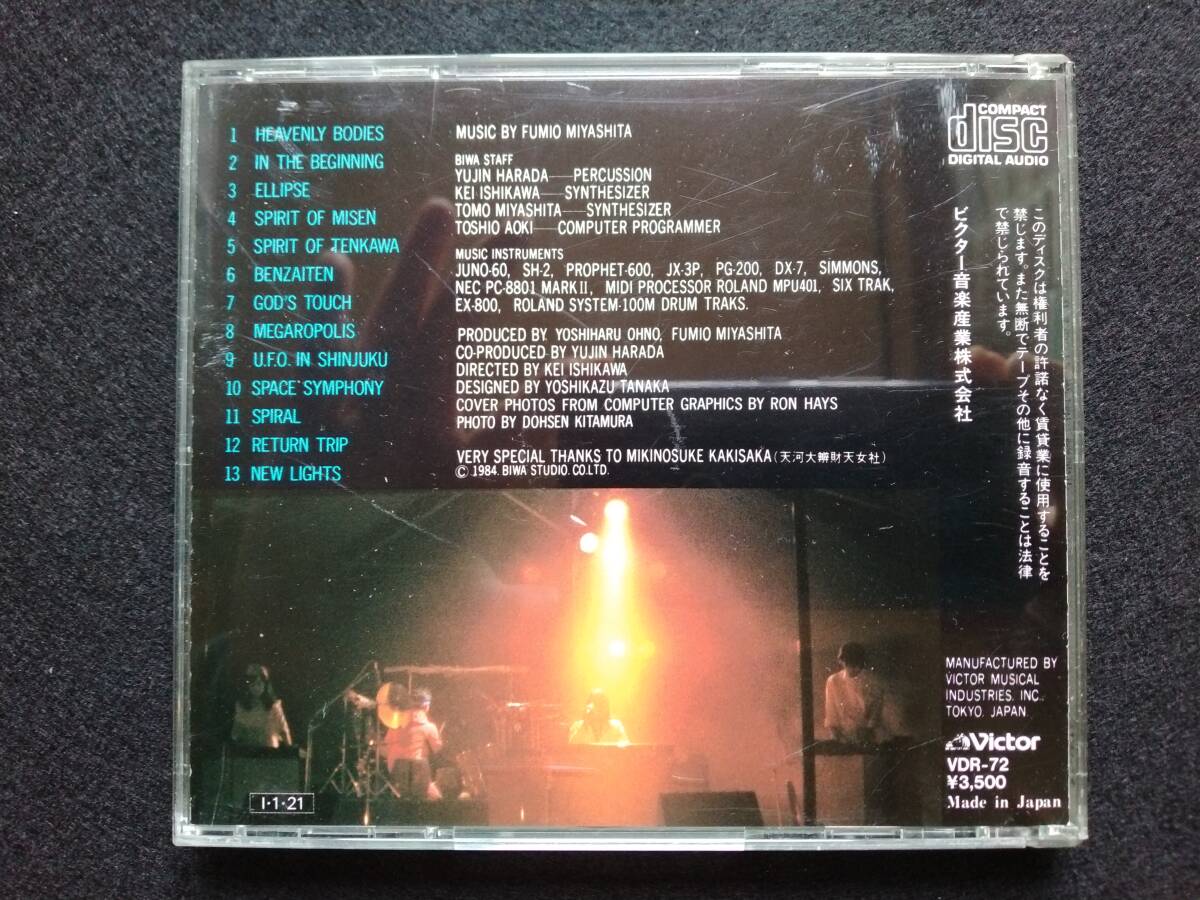 1 HEAVENLY BODIES
2 IN THE BEGINNING
3 ELLIPSE
4 SPIRIT OF MISEN
5 SPIRIT OF TENKAWA
6 BENZAITEN
7 GOD'S TOUCH
8 MEGAROPOLIS
9 U.F.O. IN SHINJUKU
10 SPACE SYMPHONY
11 SPIRAL
12 RETURN TRIP
13 NEW LIGHTS
MUSIC BY FUMIO MIYASHITA
BIWA STAFF
YUJIN HARADA—PERCUSSION
KEI ISHIKAWA—SYNTHESIZER
TOMO MIYASHITA—SYNTHESIZER
TOSHIO AOKI—COMPUTER PROGRAMMER
MUSIC INSTRUMENTS
JUNO-60, SH-2, PROPHET-600, JX-3P, PG-200, DX-7, SIMMONS,
NEC PC-8801 MARK II, MIDI PROCESSOR ROLAND MPU401, SIX TRAK,
EX-800, ROLAND SYSTEM-100M DRUM TRAKS.
PRODUCED BY YOSHIHARU OHNO, FUMIO MIYASHITA
CO-PRODUCED BY YUJIN HARADA
DIRECTED BY KEI ISHIKAWA
DESIGNED BY YOSHIKAZU TANAKA
COVER PHOTOS FROM COMPUTER GRAPHICS BY RON HAYS
PHOTO BY DOHSEN KITAMURA
VERY SPECIAL THANKS TO MIKINOSUKE KAKISAKA (天河大辨財天女社)
© 1984. BIWA STUDIO. CO.LTD.
COMPACT
disc
DIGITAL AUDIO
このディスクは権利者の許諾なく賃貸業に使用することを
禁じます。また無断でテープその他に録音することは法律
で禁じられています。
ビクター音楽産業株式会社
MANUFACTURED BY
VICTOR MUSICAL
INDUSTRIES, INC.,
TOKYO, JAPAN
Victor
VDR-72
¥3,500
Made in Japan
I·1·21